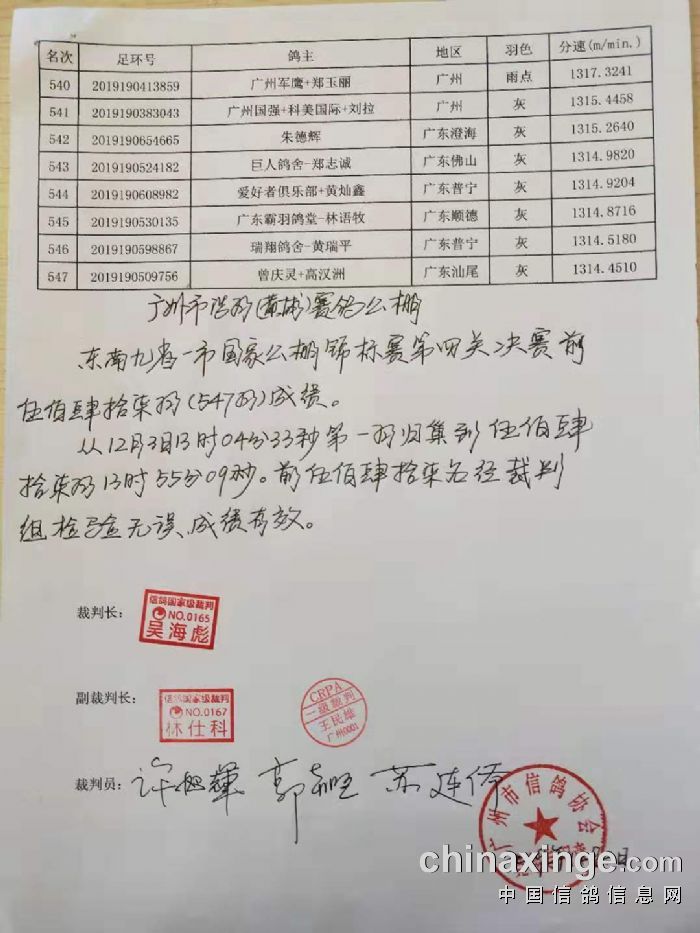 名次 足环号 鸽主 地区 羽色 分速(m/min.)
540 2019190413859 广州军鹰+郑玉丽 广州 雨点 1317.3241
541 2019190383043 广州国强+科美国际+刘拉 广州 灰 1315.4458
542 2019190654665 朱德辉 广东澄海 灰 1315.2640
543 2019190524182 巨人鸽舍-郑志诚 广东佛山 灰 1314.9820
544 2019190608982 爱好者俱乐部+黄灿鑫 广东普宁 灰 1314.9204
545 2019190530135 广东霸羽鸽堂-林语牧 广东顺德 灰 1314.8716
546 2019190598867 瑞翔鸽舍-黄瑞平 广东普宁 灰 1314.5180
547 2019190509756 曾庆灵+高汉洲 广东汕尾 灰 1314.4510
广州市 赛鸽公棚
东南九省一市国家公棚锦标赛第四关决赛前
伍佰肆拾柒羽(547羽)成绩。
从12月3日13时04分33秒第一羽归巢到伍佰肆
拾柒羽13时55分09秒。前伍佰肆拾柒名经裁判
组检验无误、成绩有效。
裁判长:
信鸽国家级裁判
NO.0165
吴海彪
副裁判长:
信鸽国家级裁判
NO.0167
林仕科
CRPA
一级裁判
王民雄
广州0001
裁判员: 郭 苏连侨
广州市信鸽协会
chinaxinge.com
中国信鸽信息网